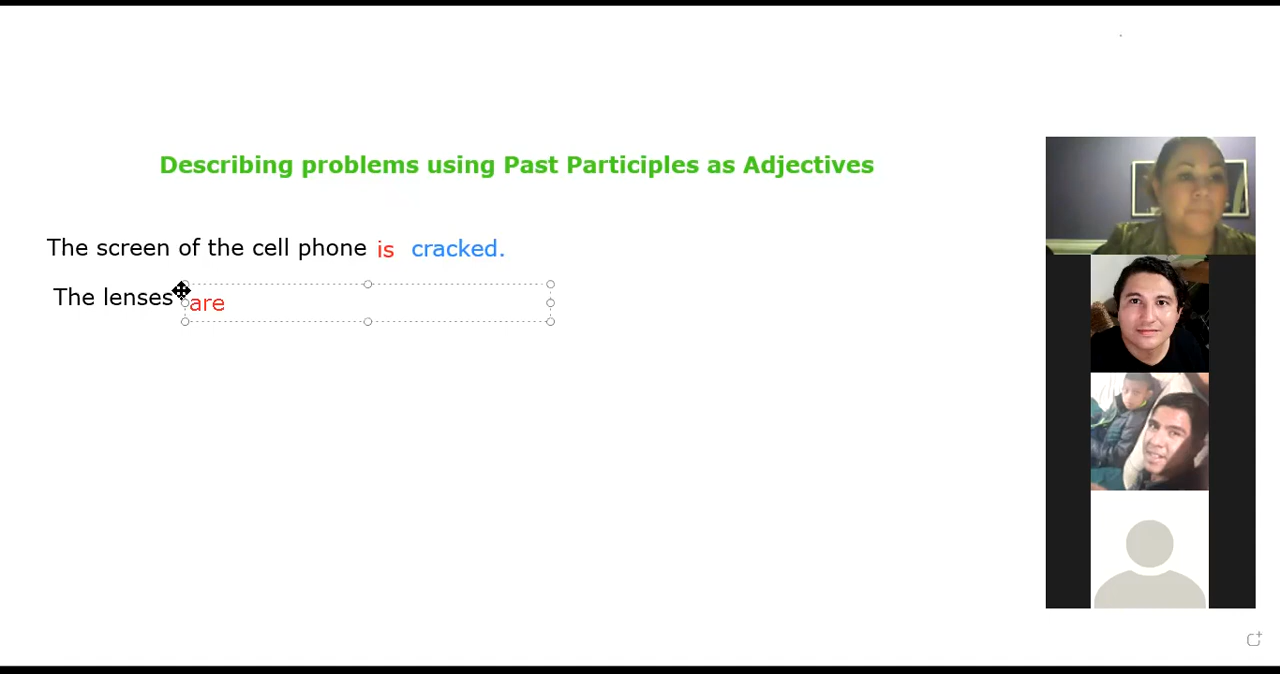 Describing problems using Past Participles as Adjectives
The screen of the cell phone is cracked.
The lenses are